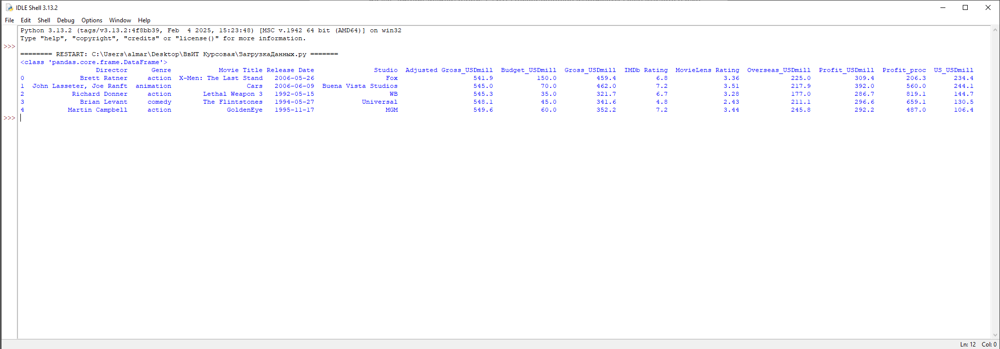 IDLE Shell 3.13.2
File Edit Shell Debug Options Window Help
Python 3.13.2 (tags/v3.13.2:4f8bb39, Feb  4 2025, 15:23:48) [MSC v.1942 64 bit (AMD64)] on win32
Type "help", "copyright", "credits" or "license()" for more information.
>>>
======== RESTART: C:\Users\almar\Desktop\ВвИТ Курсовая\ЗагрузкаДанных.py =======
<class 'pandas.core.frame.DataFrame'>
Director Genre Movie Title Release Date Studio Adjusted Gross_USDmill Budget_USDmill Gross_USDmill IMDb Rating MovieLens Rating Overseas_USDmill Profit_USDmill Profit_proc US_USDmill
0 Brett Ratner action X-Men: The Last Stand 2006-05-26 Fox 541.9 150.0 459.4 6.8 3.36 225.0 309.4 206.3 234.4
1 John Lasseter, Joe Ranft animation Cars 2006-06-09 Buena Vista Studios 545.0 70.0 462.0 7.2 3.51 217.9 392.0 560.0 244.1
2 Richard Donner action Lethal Weapon 3 1992-05-15 WB 545.3 35.0 321.7 6.7 3.28 177.0 286.7 819.1 144.7
3 Brian Levant comedy The Flintstones 1994-05-27 Universal 548.1 45.0 341.6 4.8 2.43 211.1 296.6 659.1 130.5
4 Martin Campbell action GoldenEye 1995-11-17 MGM 549.6 60.0 352.2 7.2 3.44 245.8 292.2 487.0 106.4
>>>
Ln: 12 Col: 0